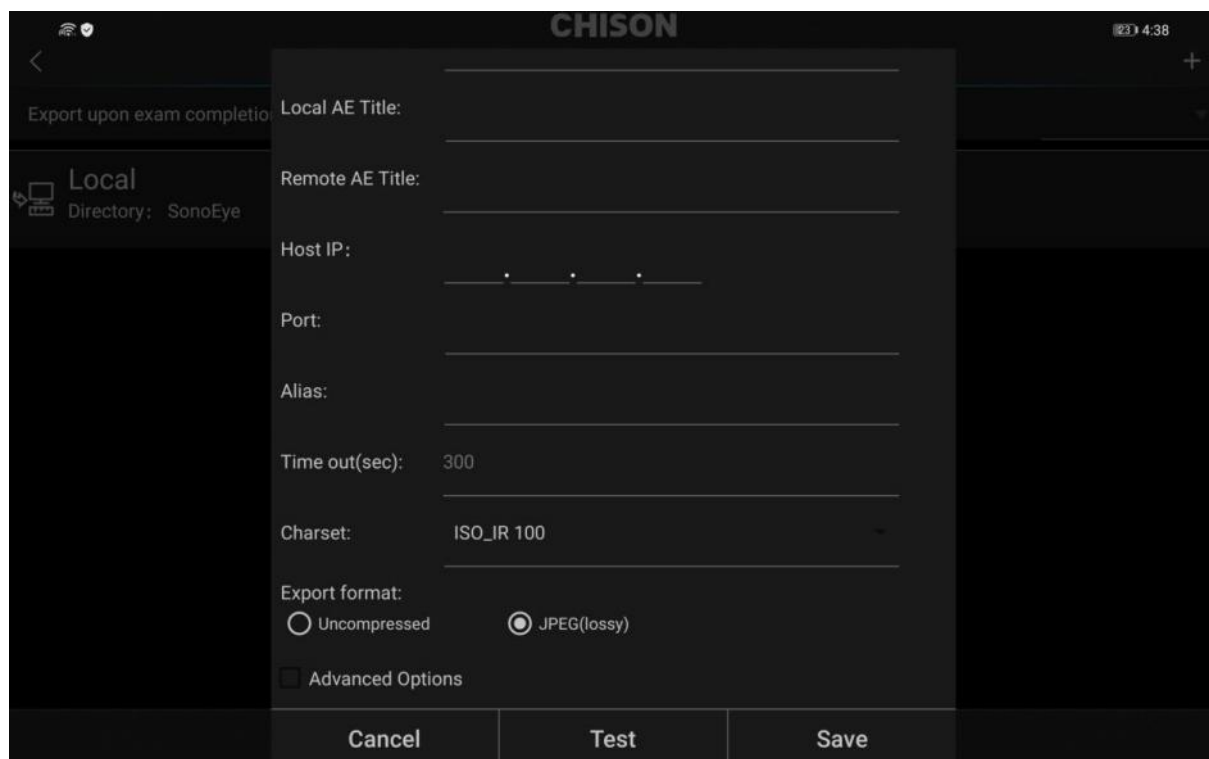 CHISON
23 4:38
Export upon exam completio
Local AE Title:
Local
Directory: SonoEye
Remote AE Title:
Host IP:
Port:
Alias:
Time out(sec): 300
Charset: ISO_IR 100
Export format:
Uncompressed JPEG(lossy)
Advanced Options
Cancel Test Save